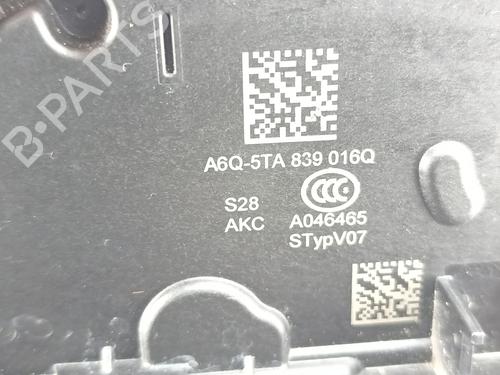 B-PARTS
A6Q-5TA 839 016Q
S28
AKC A046465
STypV07